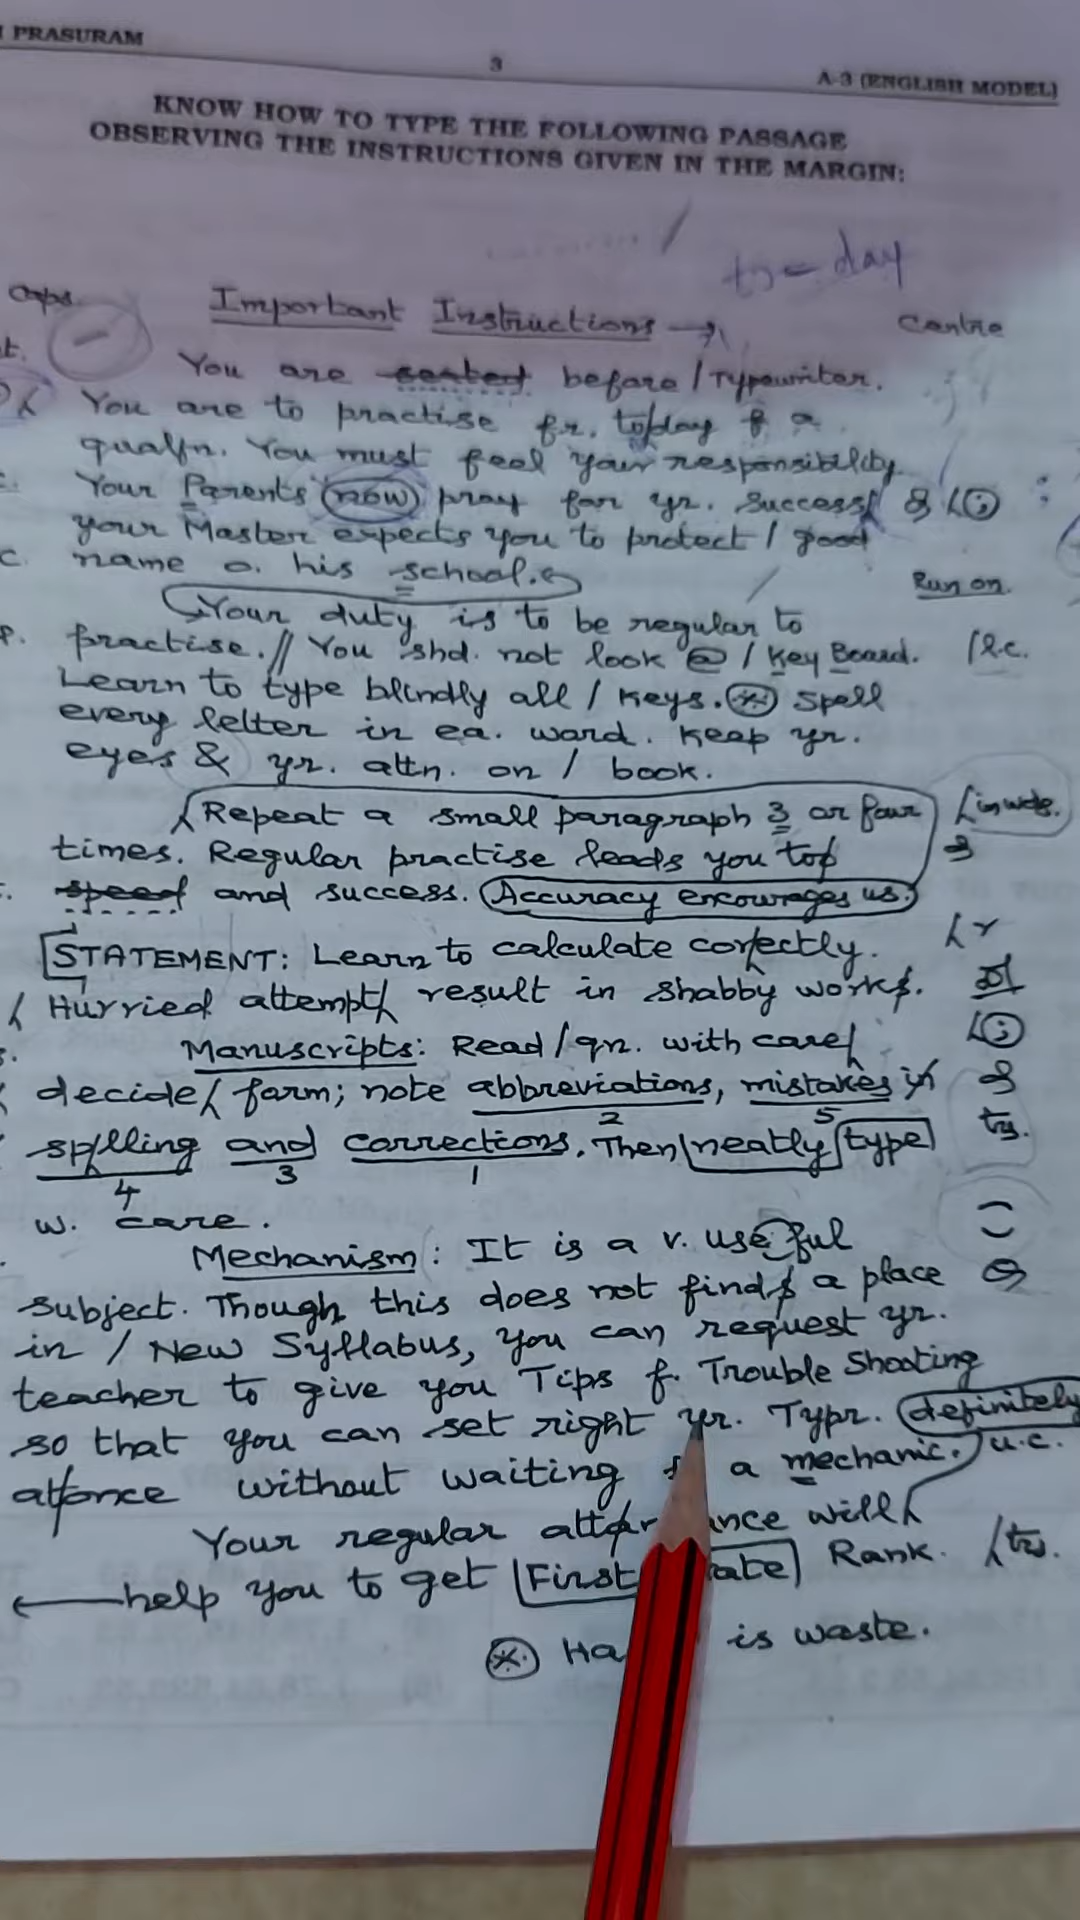 PRASURAM
3
A-3 (ENGLISH MODEL)
KNOW HOW TO TYPE THE FOLLOWING PASSAGE
OBSERVING THE INSTRUCTIONS GIVEN IN THE MARGIN:
to-day
Caps. Important Instructions Centre
You are seated before / Typewriter.
You are to practise fr. today f a
qualfn. You must feel your responsibility.
Your Parents now pray for yr. success &
your Master expects you to protect / good
name o. his school.
Run on.
Your duty is to be regular to
practise. // You shd. not look @ / Key Board. l.c.
Learn to type blindly all / Keys. Spell
every letter in ea. word. Keep yr.
eyes & yr. attn. on / book.
Repeat a small paragraph 3 or four in wds.
times. Regular practise leads you to
speed and success. Accuracy encourages us.
STATEMENT: Learn to calculate corectly. r
Hurried attempt result in shabby works.
Manuscripts: Read / qn. with care
decide form; note abbreviations, mistakes in
2 5
splling and corrections. Then neatly type trs.
4 3 1
w. care.
Mechanism: It is a v. use ful
subject. Though this does not finds a place
in / New Syllabus, you can request yr.
teacher to give you Tips f. Trouble Shooting
so that you can set right yr. Typr. definitely
atonce without waiting a mechanic. u.c.
Your regular will
help you to get First Rank.
is waste.